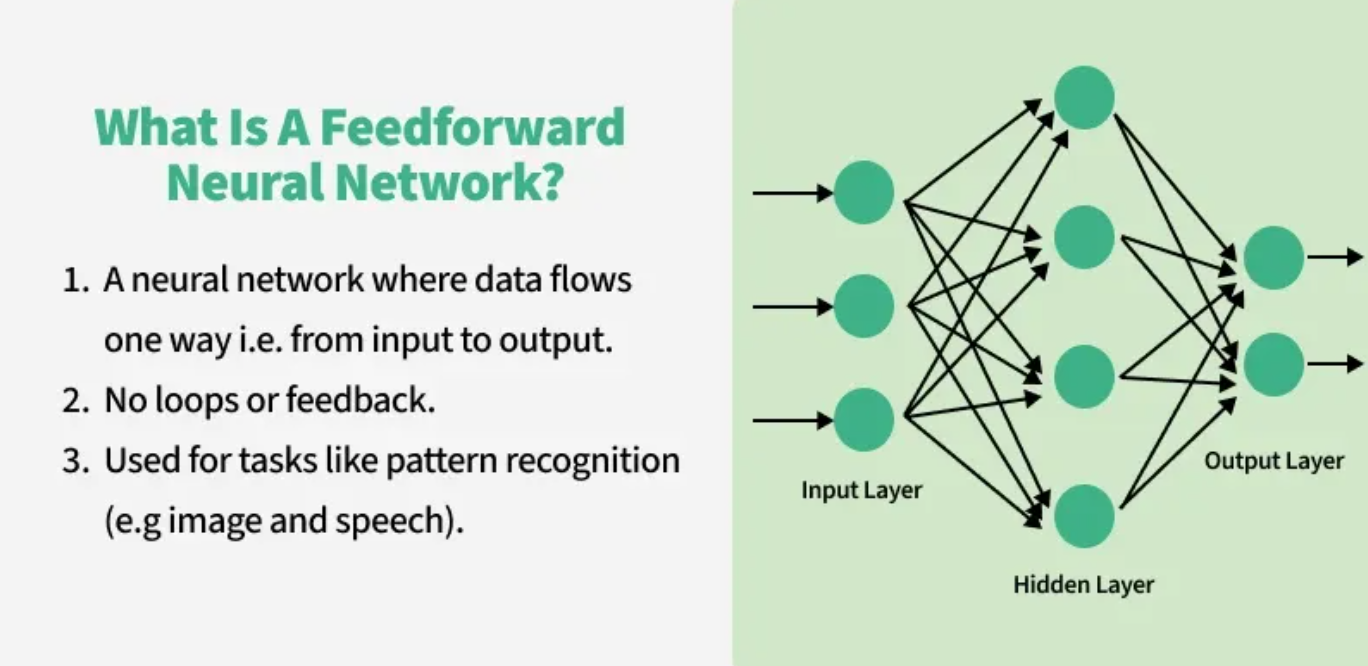 What Is A Feedforward
Neural Network?
1. A neural network where data flows
one way i.e. from input to output.
2. No loops or feedback.
3. Used for tasks like pattern recognition
(e.g image and speech).
Input Layer
Hidden Layer
Output Layer